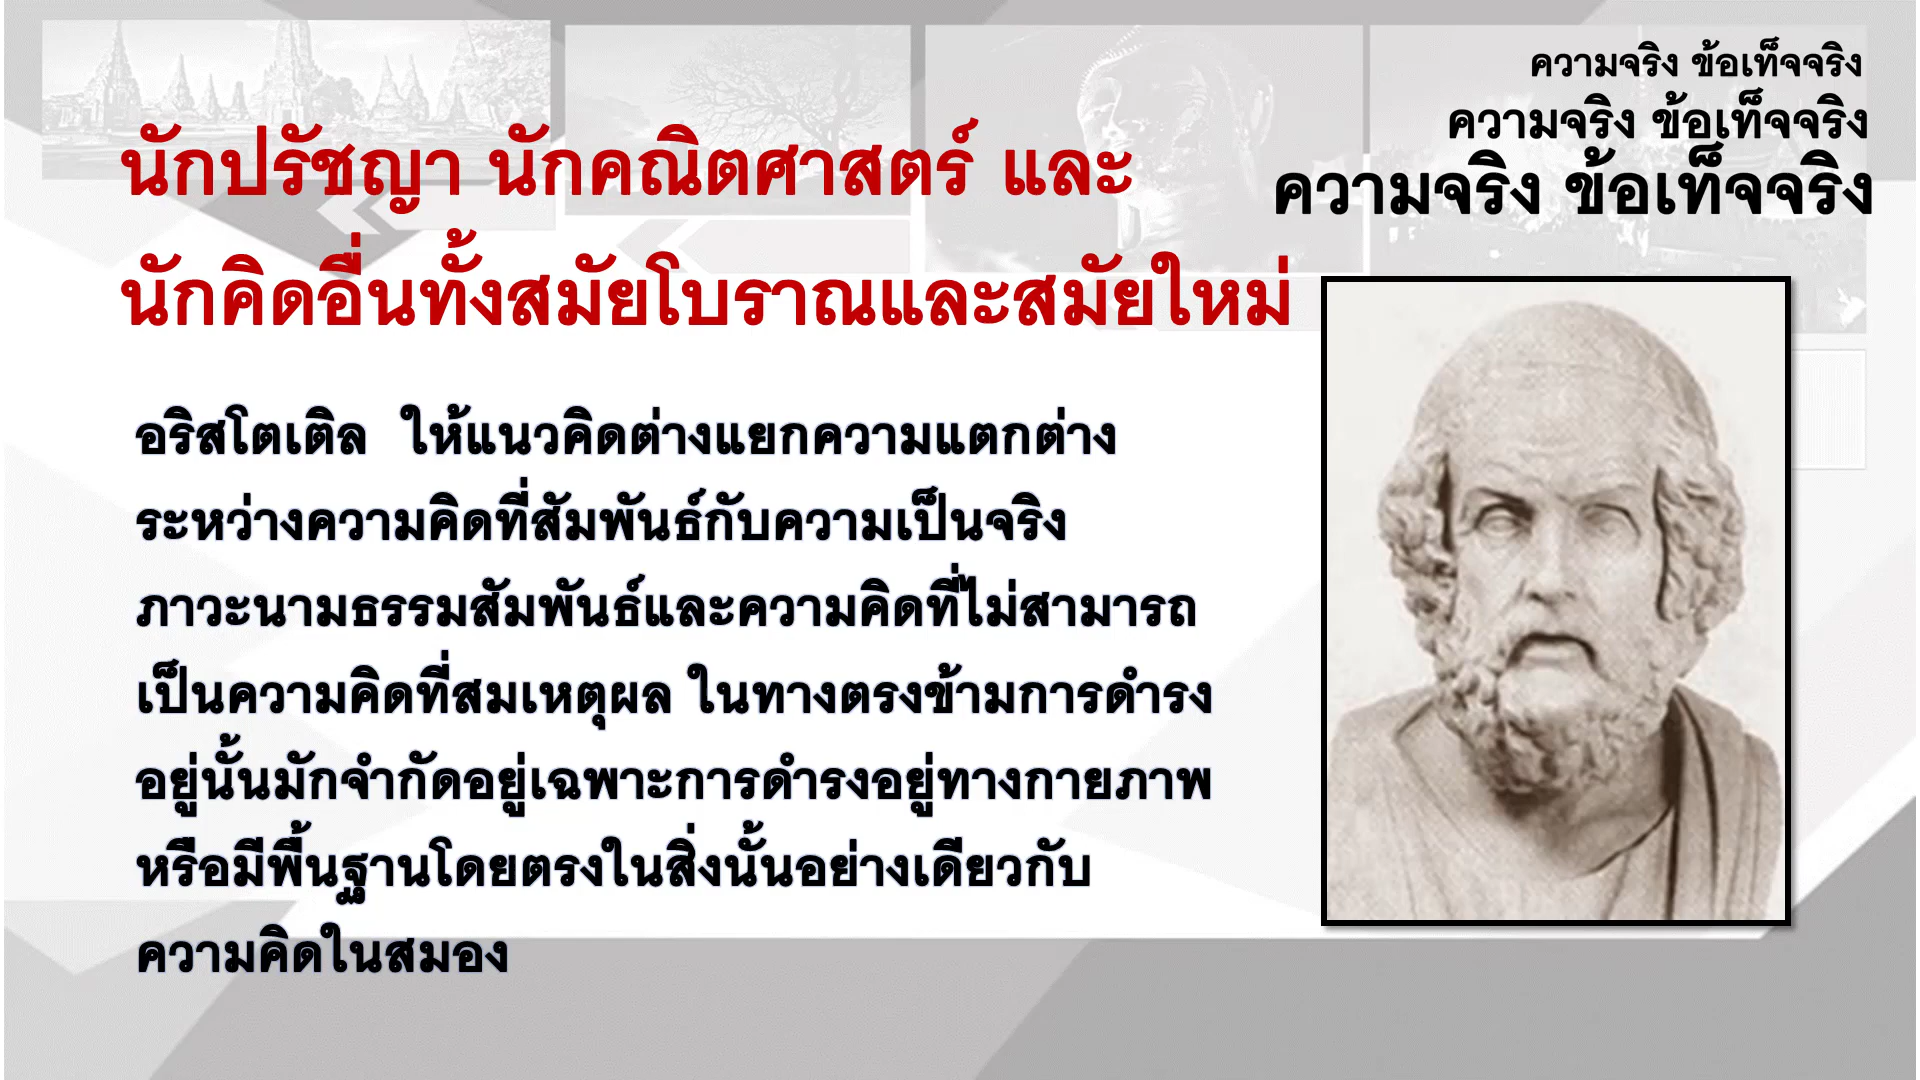 ความจริง ข้อเท็จจริง
ความจริง ข้อเท็จจริง
ความจริง ข้อเท็จจริง
นักปรัชญา นักคณิตศาสตร์ และ
นักคิดอื่นทั้งสมัยโบราณและสมัยใหม่
อริสโตเติล ให้แนวคิดต่างแยกความแตกต่าง
ระหว่างความคิดที่สัมพันธ์กับความเป็นจริง
ภาวะนามธรรมสัมพันธ์และความคิดที่ไม่สามารถ
เป็นความคิดที่สมเหตุผล ในทางตรงข้ามการดำรง
อยู่นั้นมักจำกัดอยู่เฉพาะการดำรงอยู่ทางกายภาพ
หรือมีพื้นฐานโดยตรงในสิ่งนั้นอย่างเดียวกับ
ความคิดในสมอง